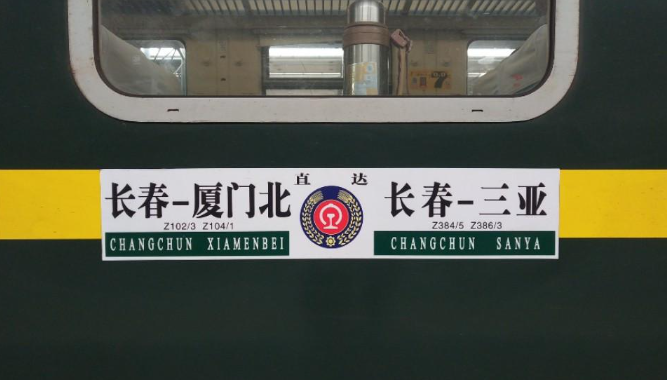 直达
长春-厦门北
Z102/3 Z104/1
CHANGCHUN XIAMENBEI
长春-三亚
Z384/5 Z386/3
CHANGCHUN SANYA